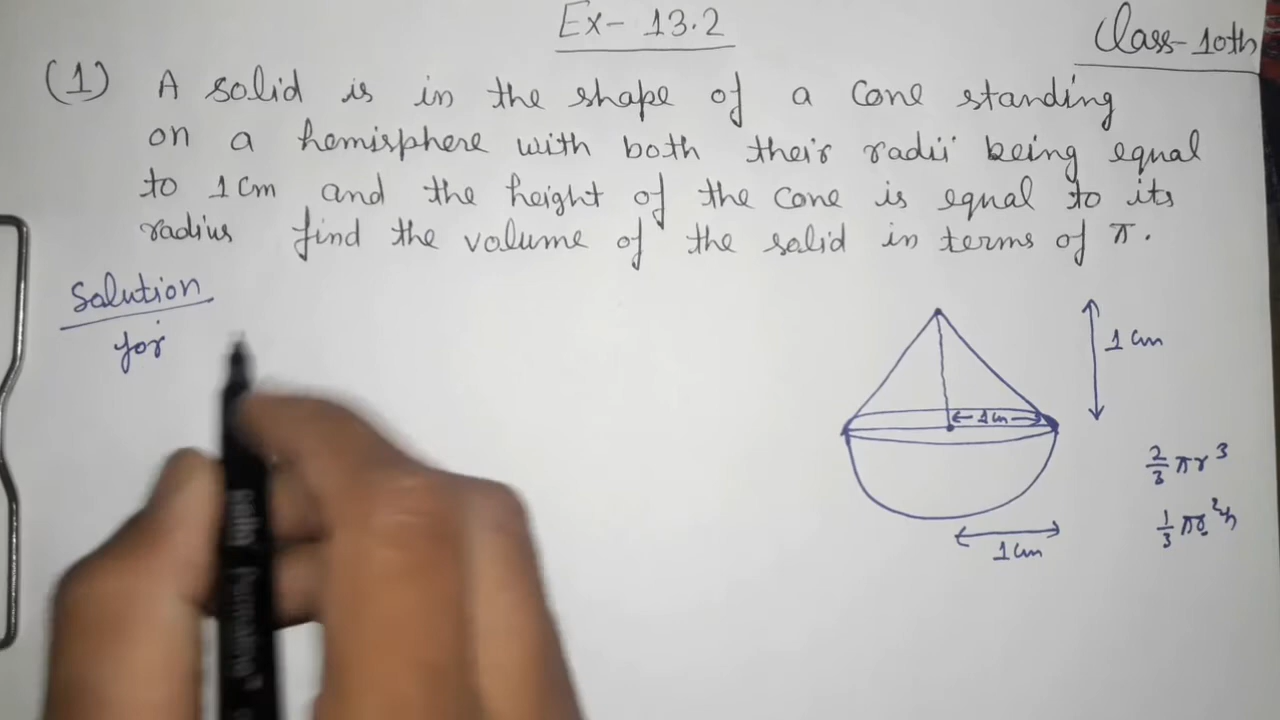 Ex- 13.2
Class-10th
(1) A solid is in the shape of a cone standing
on a hemisphere with both their radii being equal
to 1 cm and the height of the cone is equal to its
radius find the volume of the solid in terms of π.
Solution
for
1 cm
1 cm
2/3 πr³
1/3 πr²h
1 cm